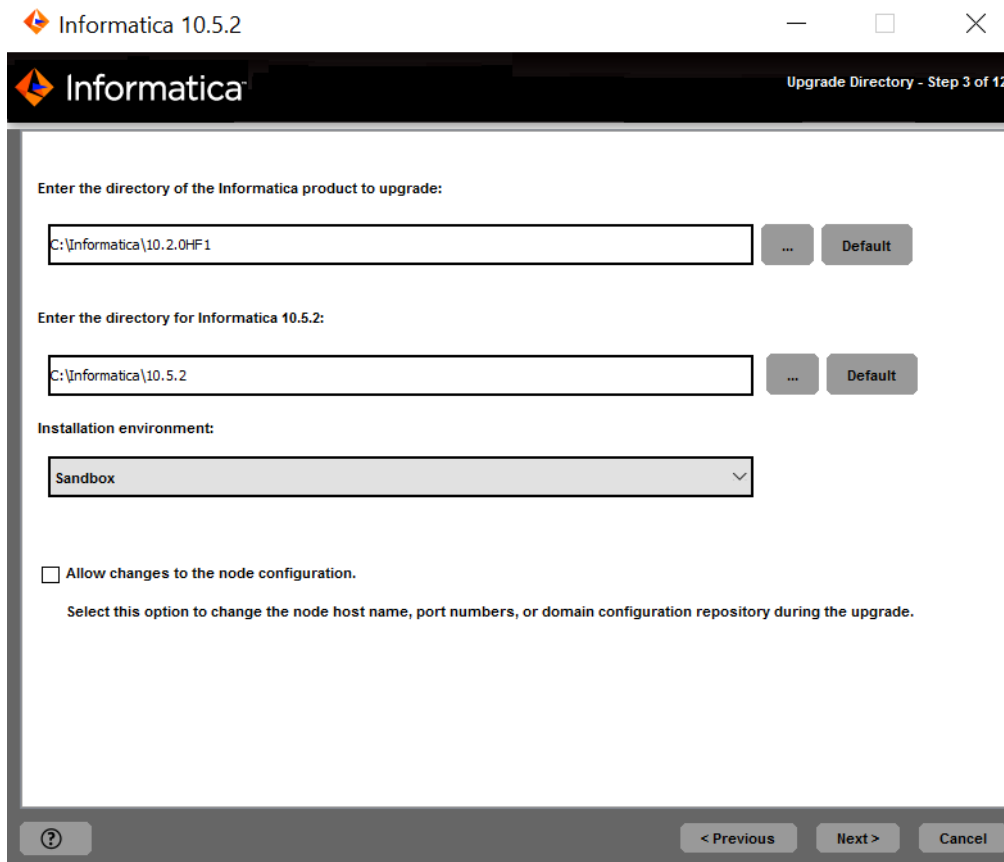 Informatica 10.5.2
Informatica
Upgrade Directory - Step 3 of 12
Enter the directory of the Informatica product to upgrade:
C:\Informatica\10.2.0HF1
...
Default
Enter the directory for Informatica 10.5.2:
C:\Informatica\10.5.2
...
Default
Installation environment:
Sandbox
Allow changes to the node configuration.
Select this option to change the node host name, port numbers, or domain configuration repository during the upgrade.
?
< Previous
Next >
Cancel